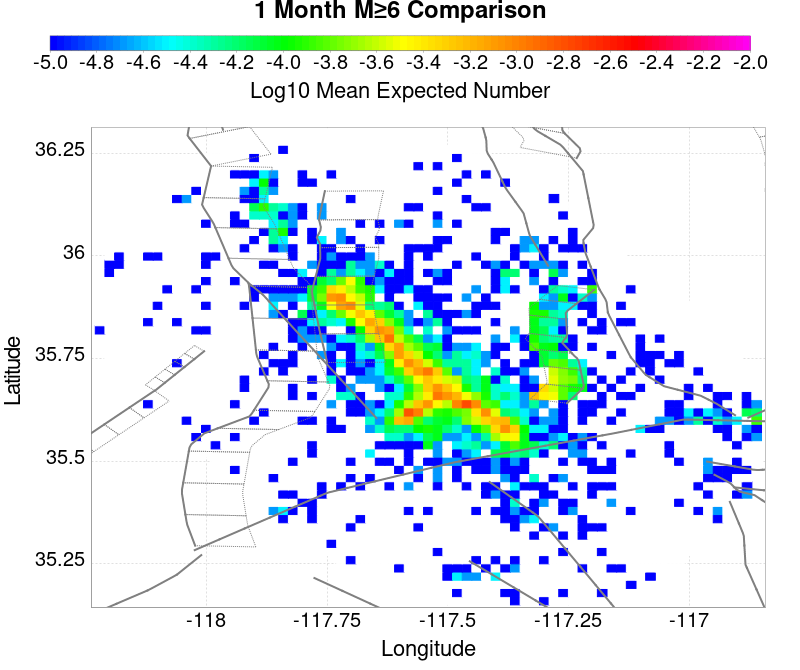 1 Month M≥6 Comparison
-5.0 -4.8 -4.6 -4.4 -4.2 -4.0 -3.8 -3.6 -3.4 -3.2 -3.0 -2.8 -2.6 -2.4 -2.2 -2.0
Log10 Mean Expected Number
36.25
36
35.75
35.5
35.25
Latitude
-118 -117.75 -117.5 -117.25 -117
Longitude